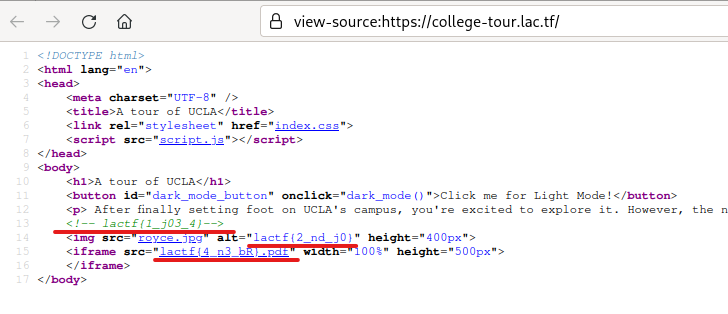 view-source:https://college-tour.lac.tf/
1 <!DOCTYPE html>
2 <html lang="en">
3 <head>
4 <meta charset="UTF-8" />
5 <title>A tour of UCLA</title>
6 <link rel="stylesheet" href="index.css">
7 <script src="script.js"></script>
8 </head>
9 <body>
10 <h1>A tour of UCLA</h1>
11 <button id="dark_mode_button" onclick="dark_mode()">Click me for Light Mode!</button>
12 <p> After finally setting foot on UCLA's campus, you're excited to explore it. However, the n
13 <!-- lactf{1_j03_4}-->
14 <img src="royce.jpg" alt="lactf{2_nd_j0}" height="400px">
15 <iframe src="lactf{4_n3_bR}.pdf" width="100%" height="500px">
16 </iframe>
17 </body>